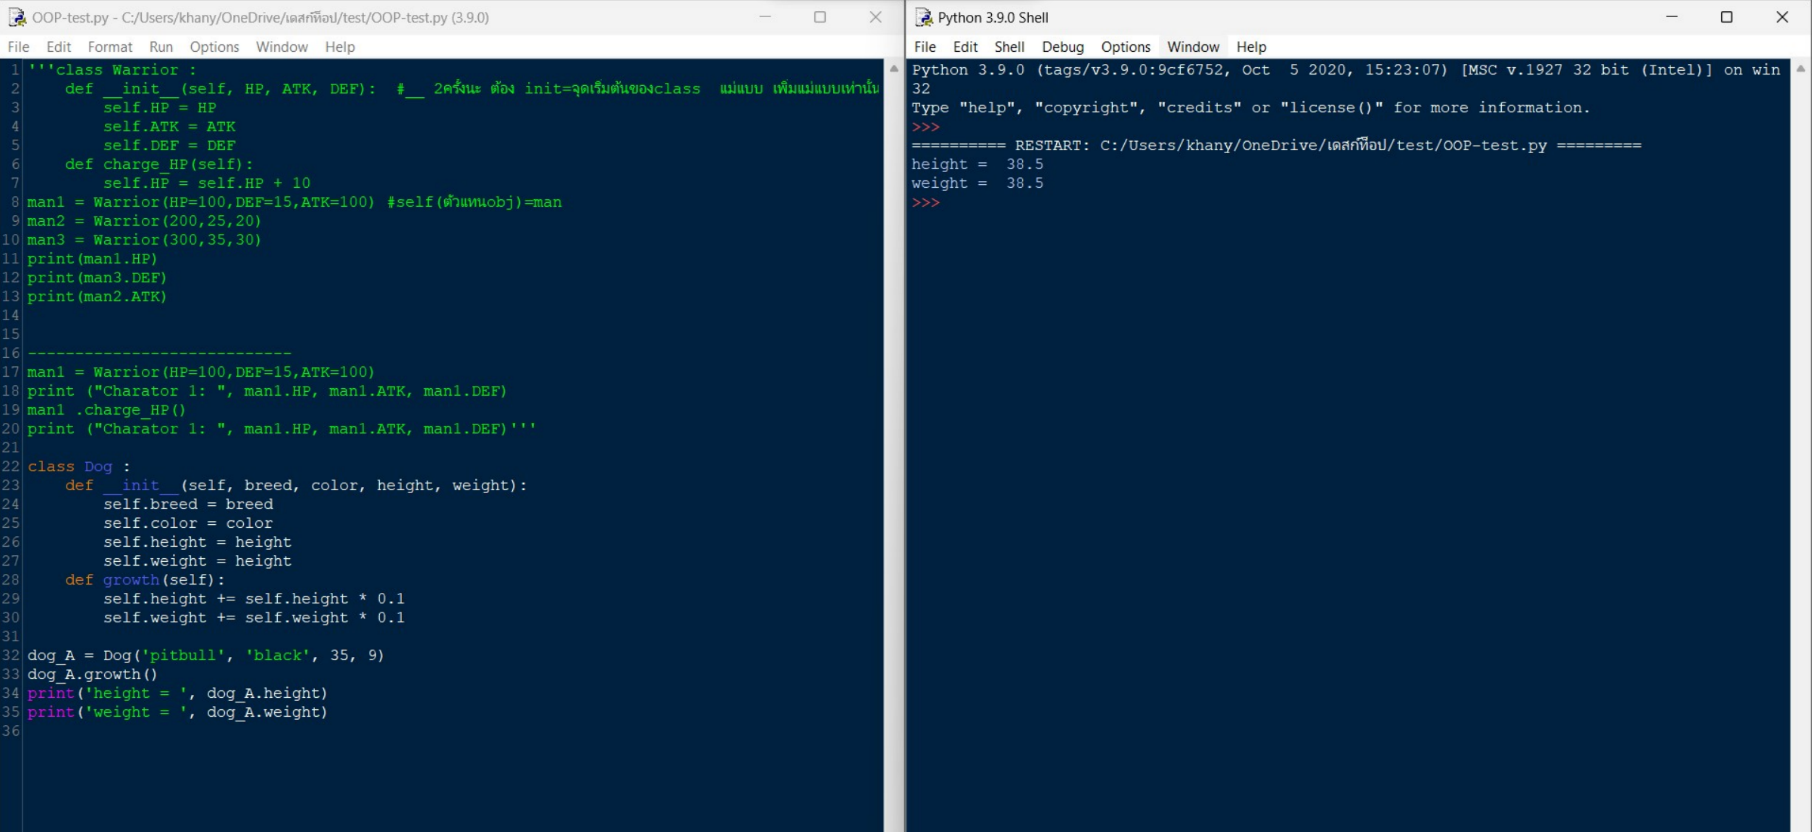 OOP-test.py - C:/Users/khany/OneDrive/เดสก์ท็อป/test/OOP-test.py (3.9.0)
File Edit Format Run Options Window Help
1 '''class Warrior :
2     def __init__(self, HP, ATK, DEF):  #__ 2ครั้งนะ ต้อง init=จุดเริ่มต้นของclass  แม่แบบ เพิ่มแม่แบบเท่านั้น
3         self.HP = HP
4         self.ATK = ATK
5         self.DEF = DEF
6     def charge_HP(self):
7         self.HP = self.HP + 10
8 man1 = Warrior(HP=100,DEF=15,ATK=100) #self(ตัวแทนobj)=man
9 man2 = Warrior(200,25,20)
10 man3 = Warrior(300,35,30)
11 print(man1.HP)
12 print(man3.DEF)
13 print(man2.ATK)
14
15
16 ----------------------------
17 man1 = Warrior(HP=100,DEF=15,ATK=100)
18 print ("Charator 1: ", man1.HP, man1.ATK, man1.DEF)
19 man1 .charge_HP()
20 print ("Charator 1: ", man1.HP, man1.ATK, man1.DEF)'''
21
22 class Dog :
23     def __init__(self, breed, color, height, weight):
24         self.breed = breed
25         self.color = color
26         self.height = height
27         self.weight = height
28     def growth(self):
29         self.height += self.height * 0.1
30         self.weight += self.weight * 0.1
31
32 dog_A = Dog('pitbull', 'black', 35, 9)
33 dog_A.growth()
34 print('height = ', dog_A.height)
35 print('weight = ', dog_A.weight)
36
Python 3.9.0 Shell
File Edit Shell Debug Options Window Help
Python 3.9.0 (tags/v3.9.0:9cf6752, Oct  5 2020, 15:23:07) [MSC v.1927 32 bit (Intel)] on win
32
Type "help", "copyright", "credits" or "license()" for more information.
>>>
========== RESTART: C:/Users/khany/OneDrive/เดสก์ท็อป/test/OOP-test.py =========
height =  38.5
weight =  38.5
>>>